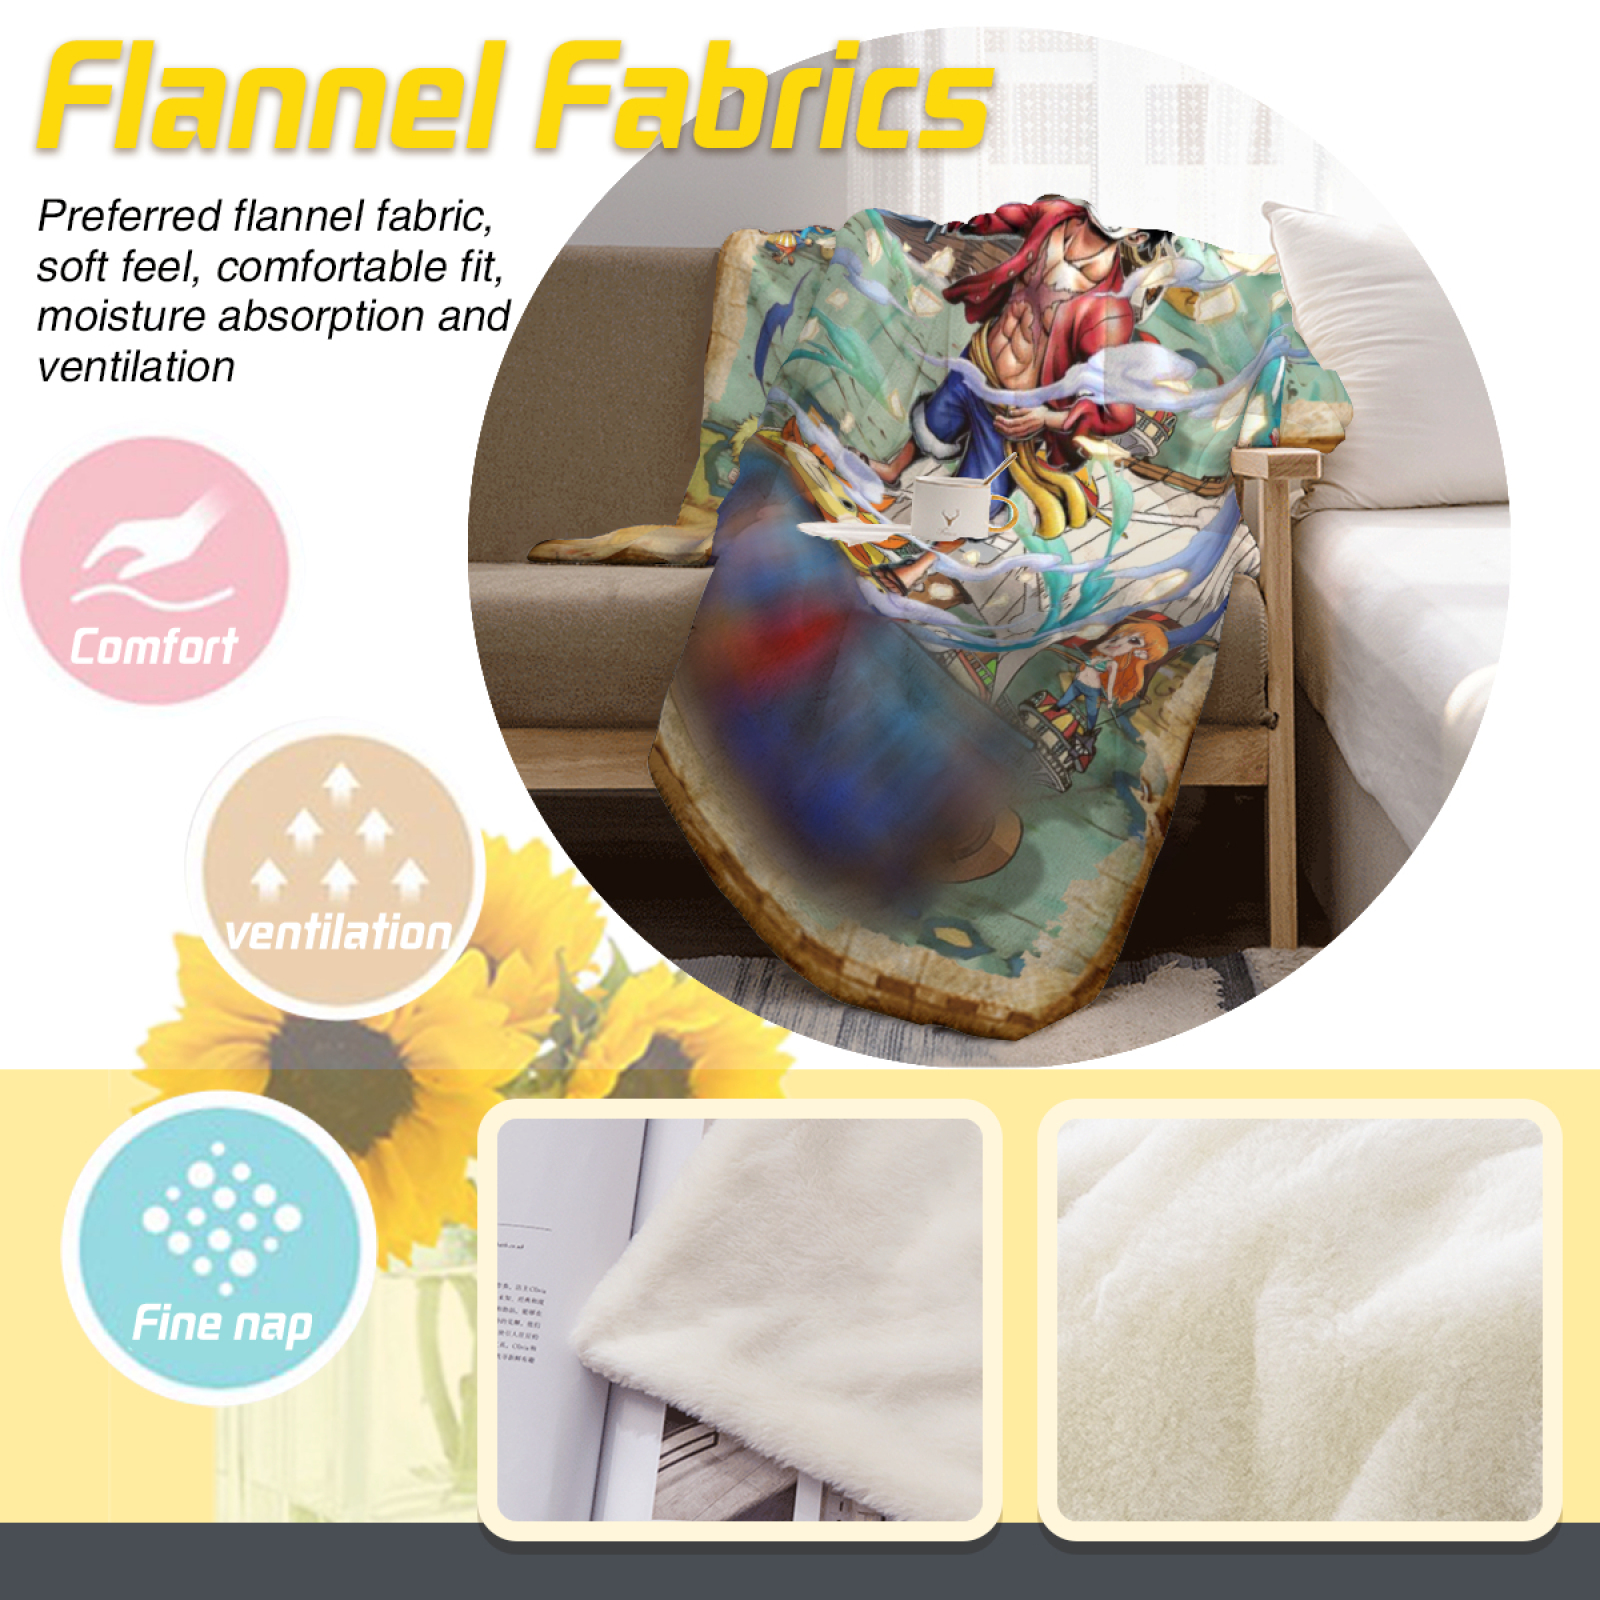 Flannel Fabrics
Preferred flannel fabric,
soft feel, comfortable fit,
moisture absorption and
ventilation
Comfort
ventilation
Fine nap